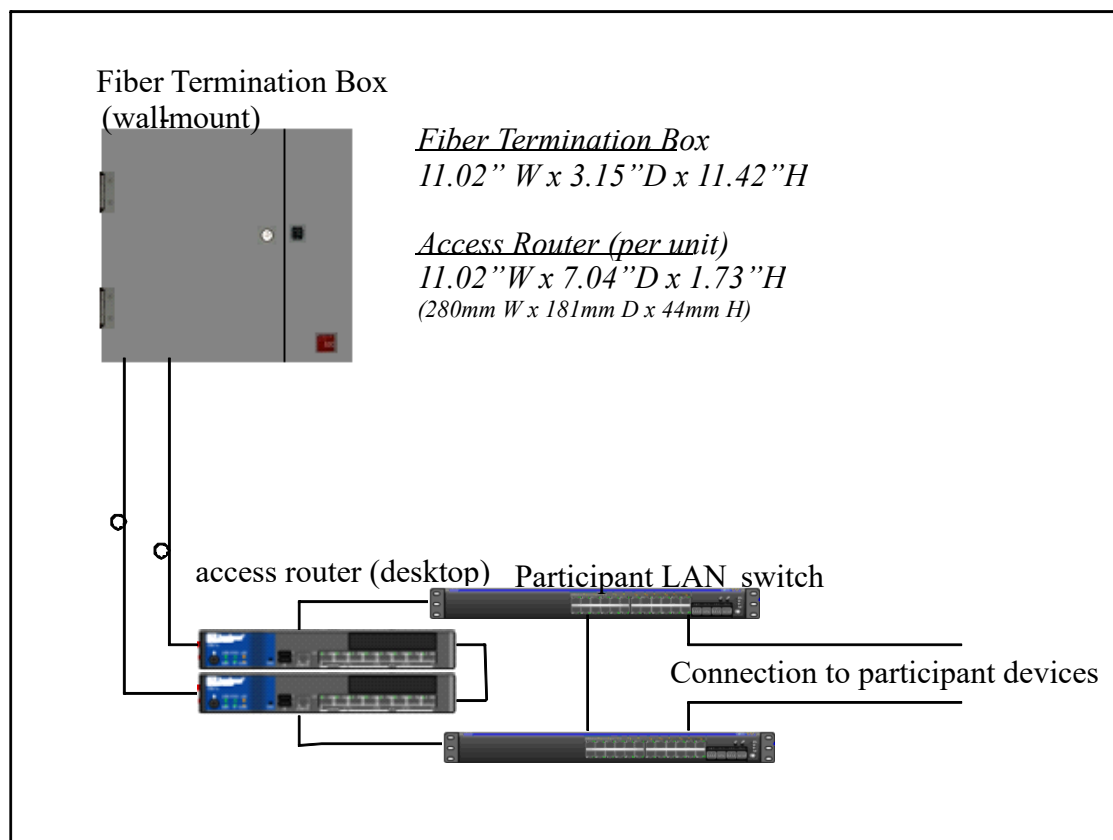 Fiber Termination Box
(wall-mount)
Fiber Termination Box
11.02” W x 3.15”D x 11.42”H
Access Router (per unit)
11.02”W x 7.04”D x 1.73”H
(280mm W x 181mm D x 44mm H)
access router (desktop)
Participant LAN switch
Connection to participant devices